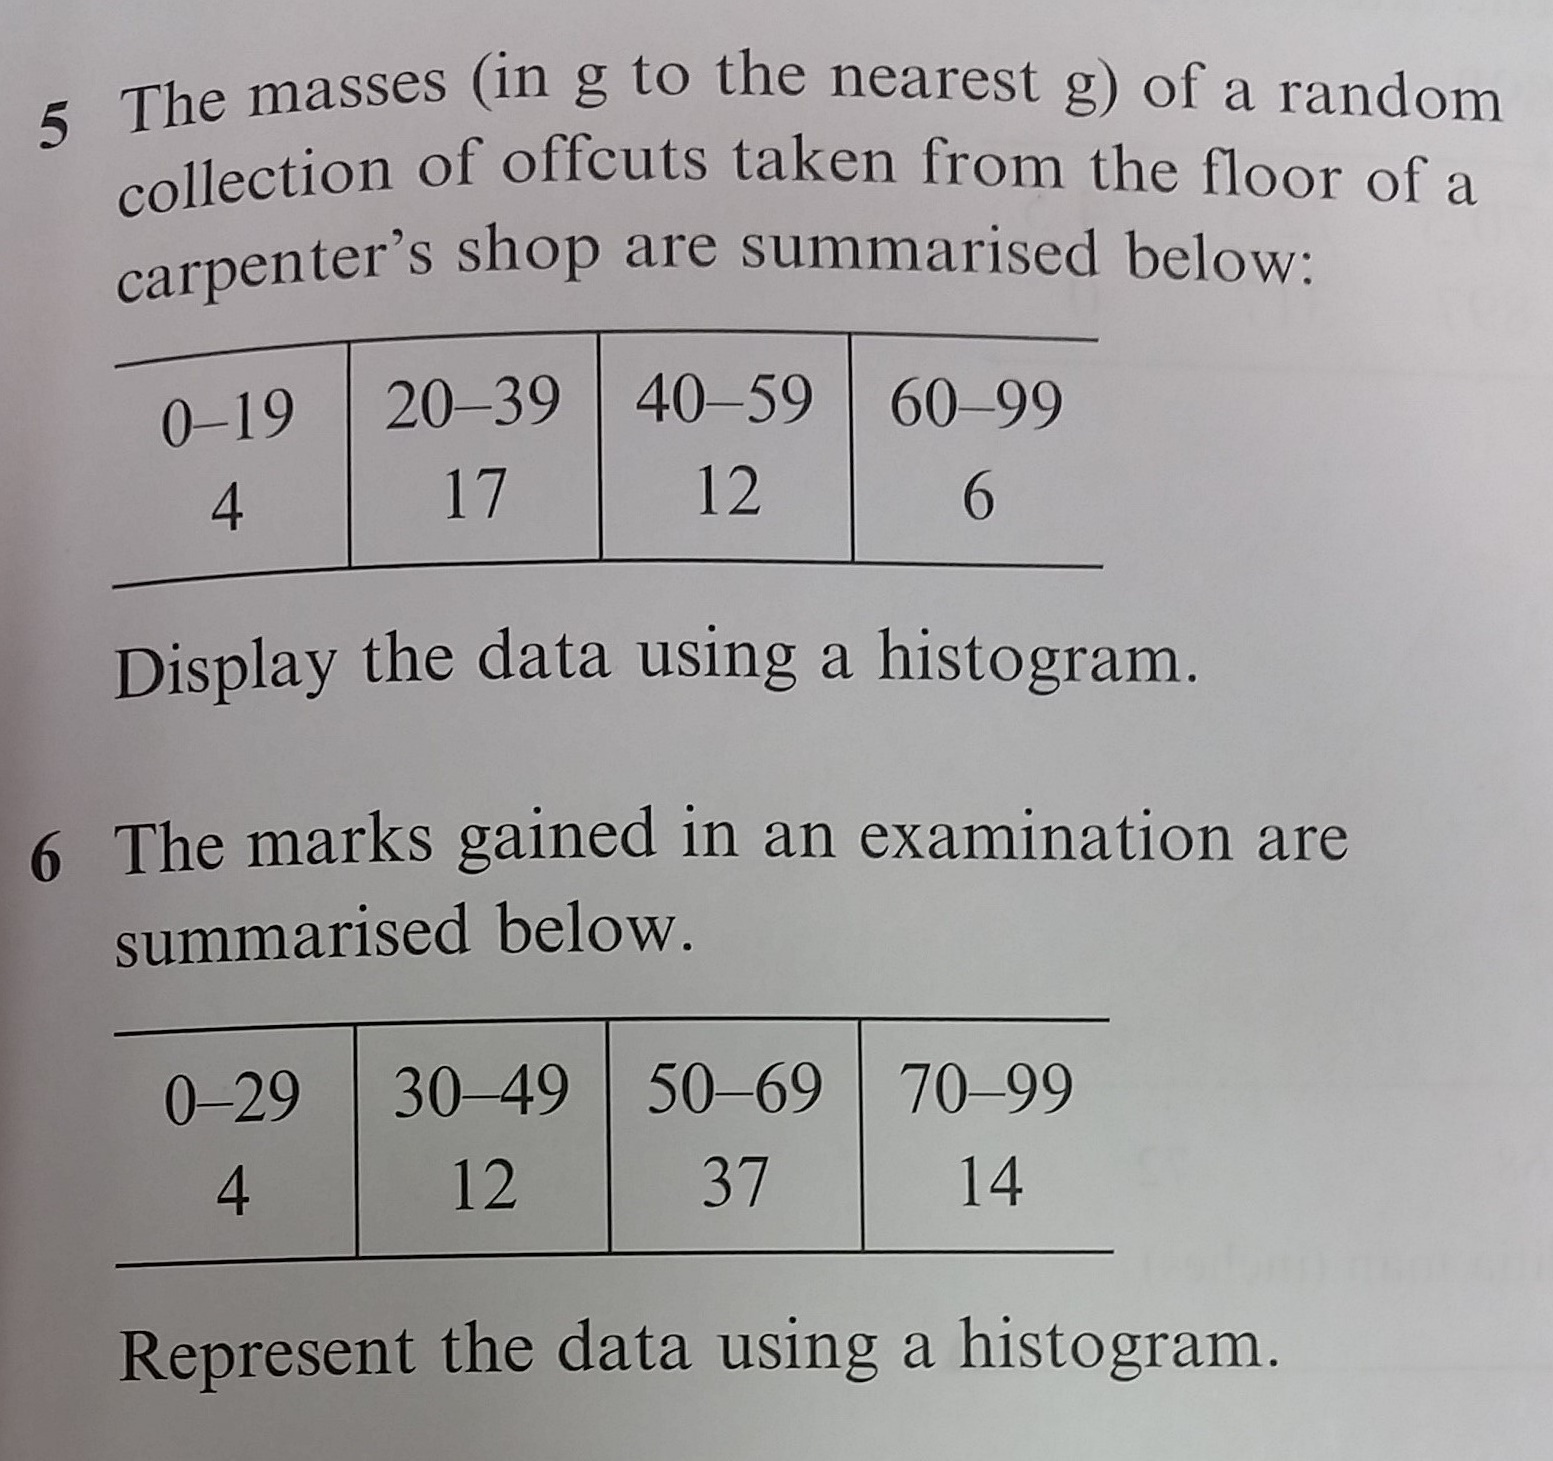 5 The masses (in g to the nearest g) of a random
collection of offcuts taken from the floor of a
carpenter's shop are summarised below:
0–19 20–39 40–59 60–99
4 17 12 6
Display the data using a histogram.
6 The marks gained in an examination are
summarised below.
0–29 30–49 50–69 70–99
4 12 37 14
Represent the data using a histogram.